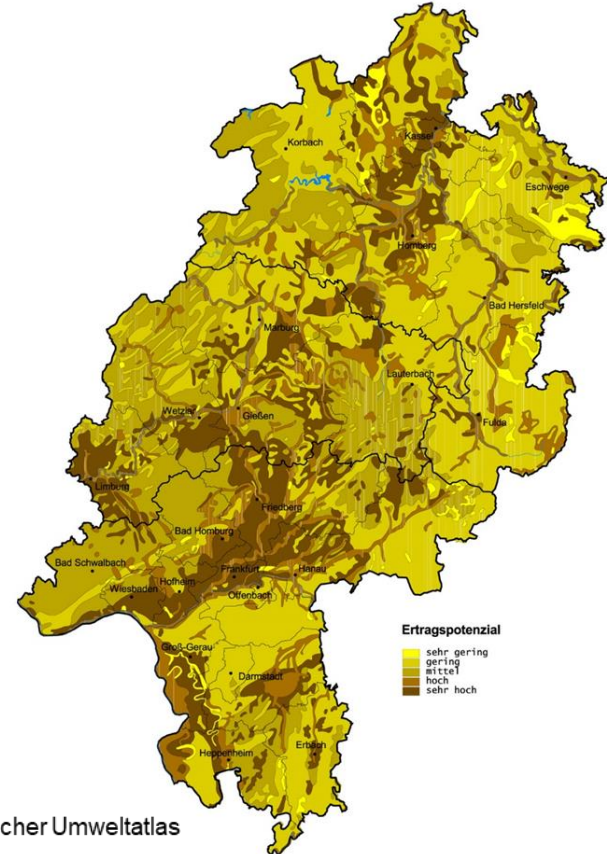 Kassel
Korbach
Eschwege
Homberg
Bad Hersfeld
Marburg
Lauterbach
Wetzlar
Gießen
Fulda
Limburg
Friedberg
Bad Homburg
Bad Schwalbach
Frankfurt
Hanau
Hofheim
Wiesbaden
Offenbach
Ertragspotenzial
sehr gering
gering
mittel
hoch
sehr hoch
Groß-Gerau
Darmstadt
Erbach
Heppenheim
cher Umweltatlas